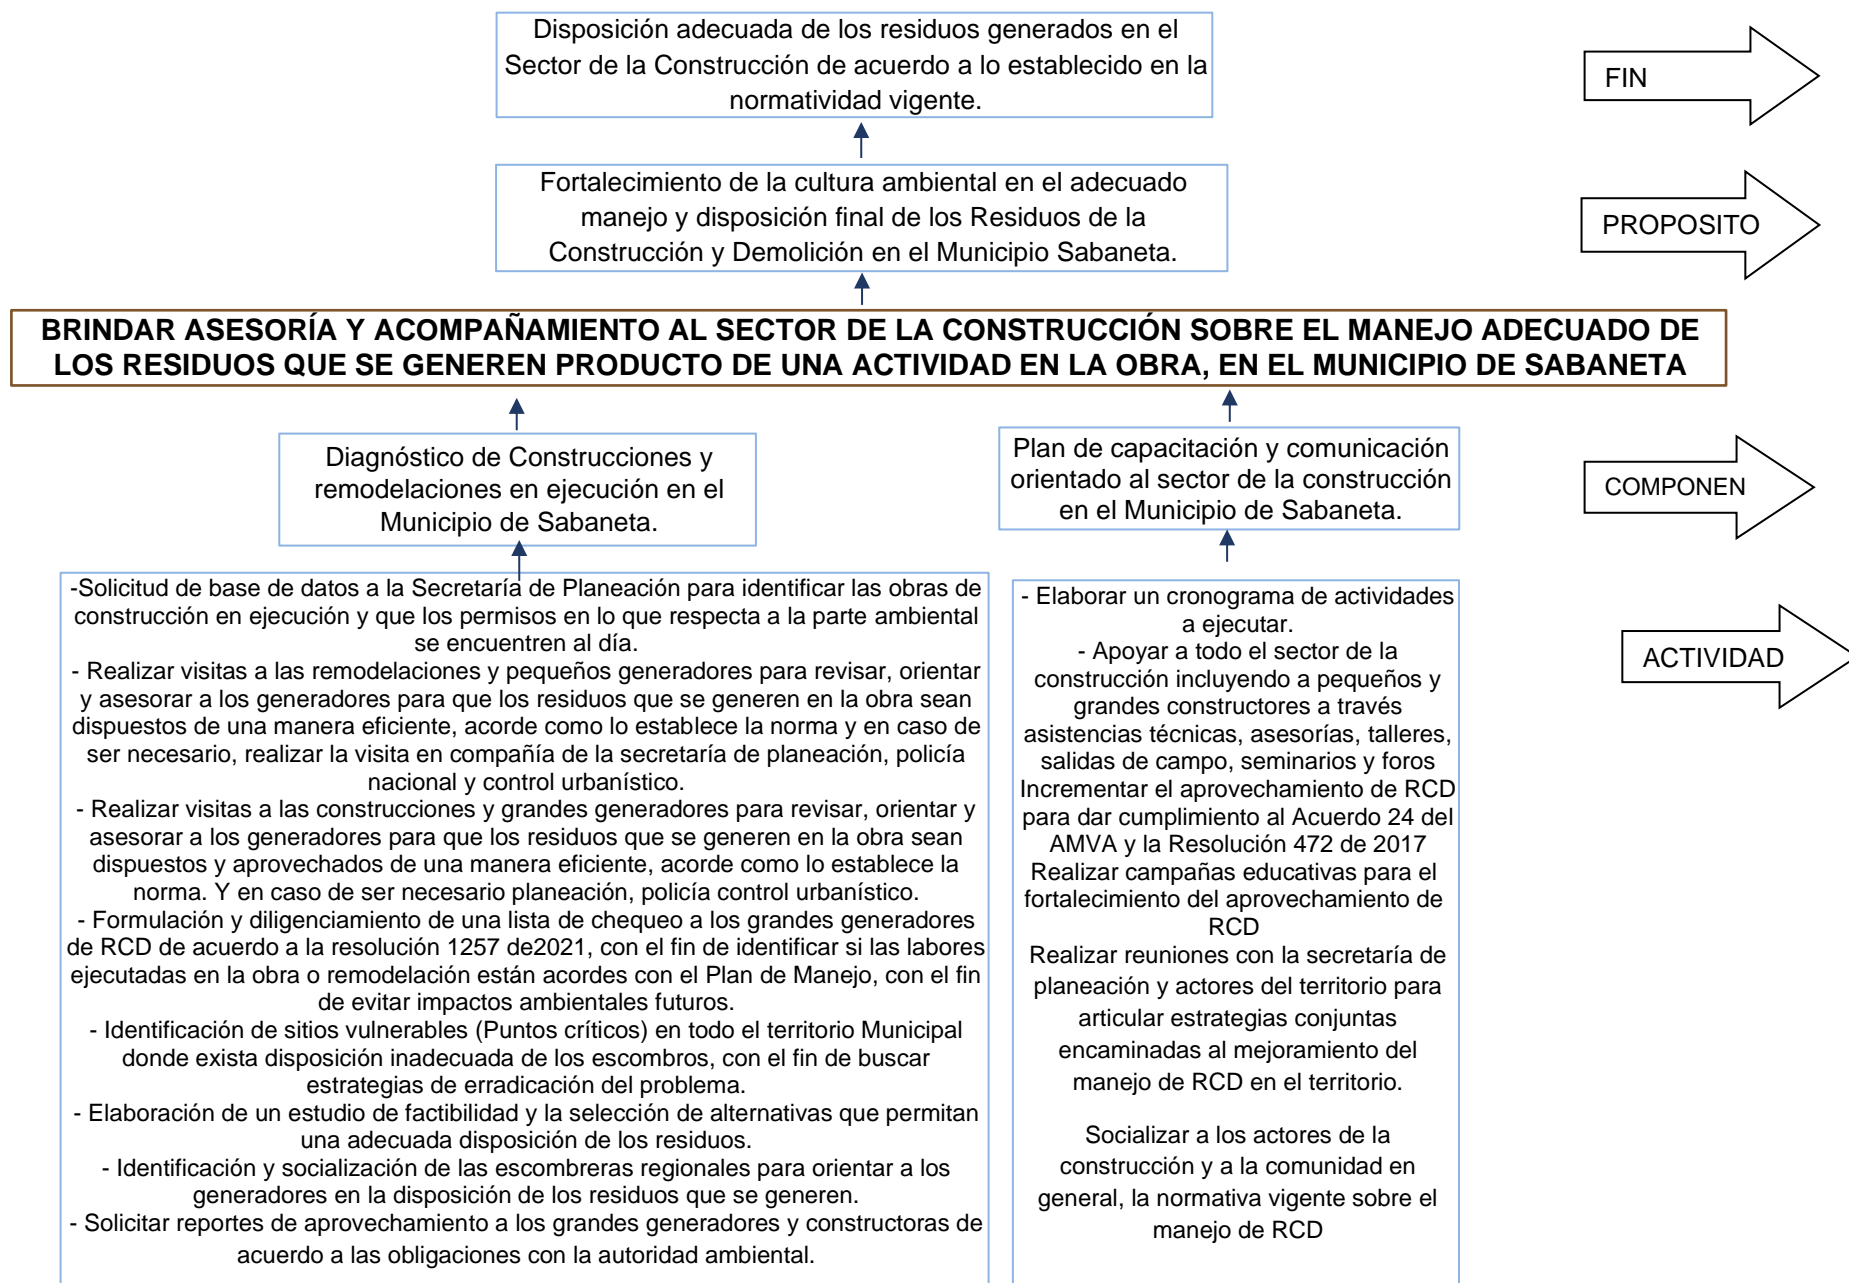 Disposición adecuada de los residuos generados en el
Sector de la Construcción de acuerdo a lo establecido en la
normatividad vigente.
FIN
Fortalecimiento de la cultura ambiental en el adecuado
manejo y disposición final de los Residuos de la
Construcción y Demolición en el Municipio Sabaneta.
PROPOSITO
BRINDAR ASESORÍA Y ACOMPAÑAMIENTO AL SECTOR DE LA CONSTRUCCIÓN SOBRE EL MANEJO ADECUADO DE
LOS RESIDUOS QUE SE GENEREN PRODUCTO DE UNA ACTIVIDAD EN LA OBRA, EN EL MUNICIPIO DE SABANETA
Diagnóstico de Construcciones y
remodelaciones en ejecución en el
Municipio de Sabaneta.
Plan de capacitación y comunicación
orientado al sector de la construcción
en el Municipio de Sabaneta.
COMPONEN
-Solicitud de base de datos a la Secretaría de Planeación para identificar las obras de
construcción en ejecución y que los permisos en lo que respecta a la parte ambiental
se encuentren al día.
- Realizar visitas a las remodelaciones y pequeños generadores para revisar, orientar
y asesorar a los generadores para que los residuos que se generen en la obra sean
dispuestos de una manera eficiente, acorde como lo establece la norma y en caso de
ser necesario, realizar la visita en compañía de la secretaría de planeación, policía
nacional y control urbanístico.
- Realizar visitas a las construcciones y grandes generadores para revisar, orientar y
asesorar a los generadores para que los residuos que se generen en la obra sean
dispuestos y aprovechados de una manera eficiente, acorde como lo establece la
norma. Y en caso de ser necesario planeación, policía control urbanístico.
- Formulación y diligenciamiento de una lista de chequeo a los grandes generadores
de RCD de acuerdo a la resolución 1257 de2021, con el fin de identificar si las labores
ejecutadas en la obra o remodelación están acordes con el Plan de Manejo, con el fin
de evitar impactos ambientales futuros.
- Identificación de sitios vulnerables (Puntos críticos) en todo el territorio Municipal
donde exista disposición inadecuada de los escombros, con el fin de buscar
estrategias de erradicación del problema.
- Elaboración de un estudio de factibilidad y la selección de alternativas que permitan
una adecuada disposición de los residuos.
- Identificación y socialización de las escombreras regionales para orientar a los
generadores en la disposición de los residuos que se generen.
- Solicitar reportes de aprovechamiento a los grandes generadores y constructoras de
acuerdo a las obligaciones con la autoridad ambiental.
- Elaborar un cronograma de actividades
a ejecutar.
- Apoyar a todo el sector de la
construcción incluyendo a pequeños y
grandes constructores a través
asistencias técnicas, asesorías, talleres,
salidas de campo, seminarios y foros
Incrementar el aprovechamiento de RCD
para dar cumplimiento al Acuerdo 24 del
AMVA y la Resolución 472 de 2017
Realizar campañas educativas para el
fortalecimiento del aprovechamiento de
RCD
Realizar reuniones con la secretaría de
planeación y actores del territorio para
articular estrategias conjuntas
encaminadas al mejoramiento del
manejo de RCD en el territorio.
Socializar a los actores de la
construcción y a la comunidad en
general, la normativa vigente sobre el
manejo de RCD
ACTIVIDAD